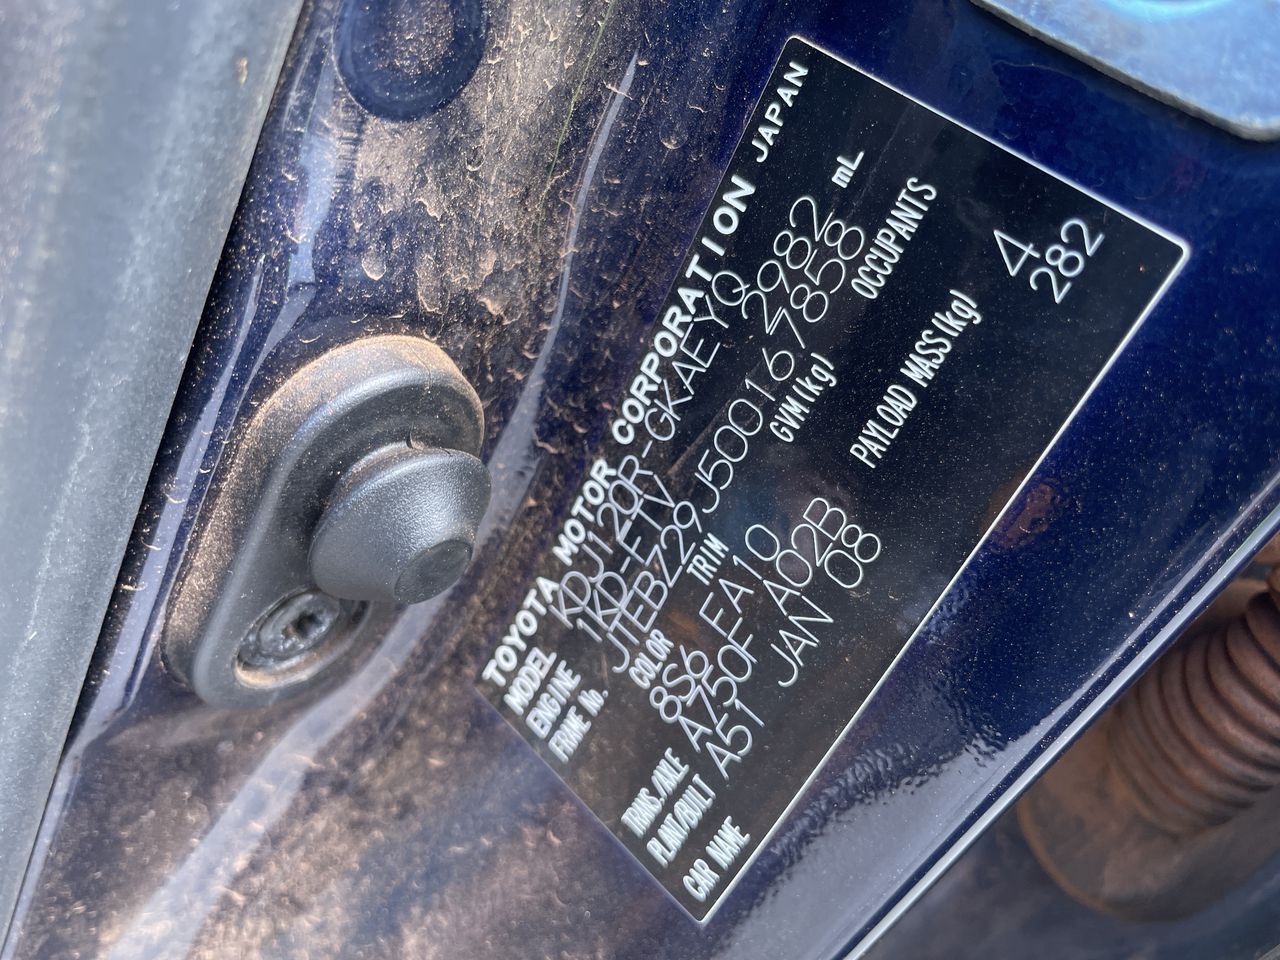 TOYOTA MOTOR CORPORATION JAPAN
MODEL KDJ120R-GKAEYQ
ENGINE 1KD-FTV 2982 mL
FRAME No. JTEBZ29J500167858
COLOR TRIM GVM(kg) OCCUPANTS
8S6 EA10 4
TRANS/AXLE A750F A02B PAYLOAD MASS(kg) 282
PLANT/BUILT A51 JAN 08
CAR NAME